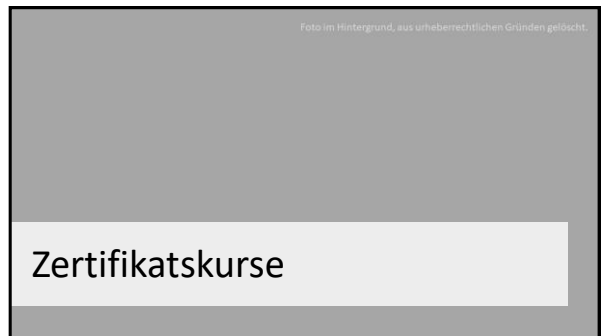 Foto im Hintergrund, aus urheberrechtlichen Gründen gelöscht.
Zertifikatskurse